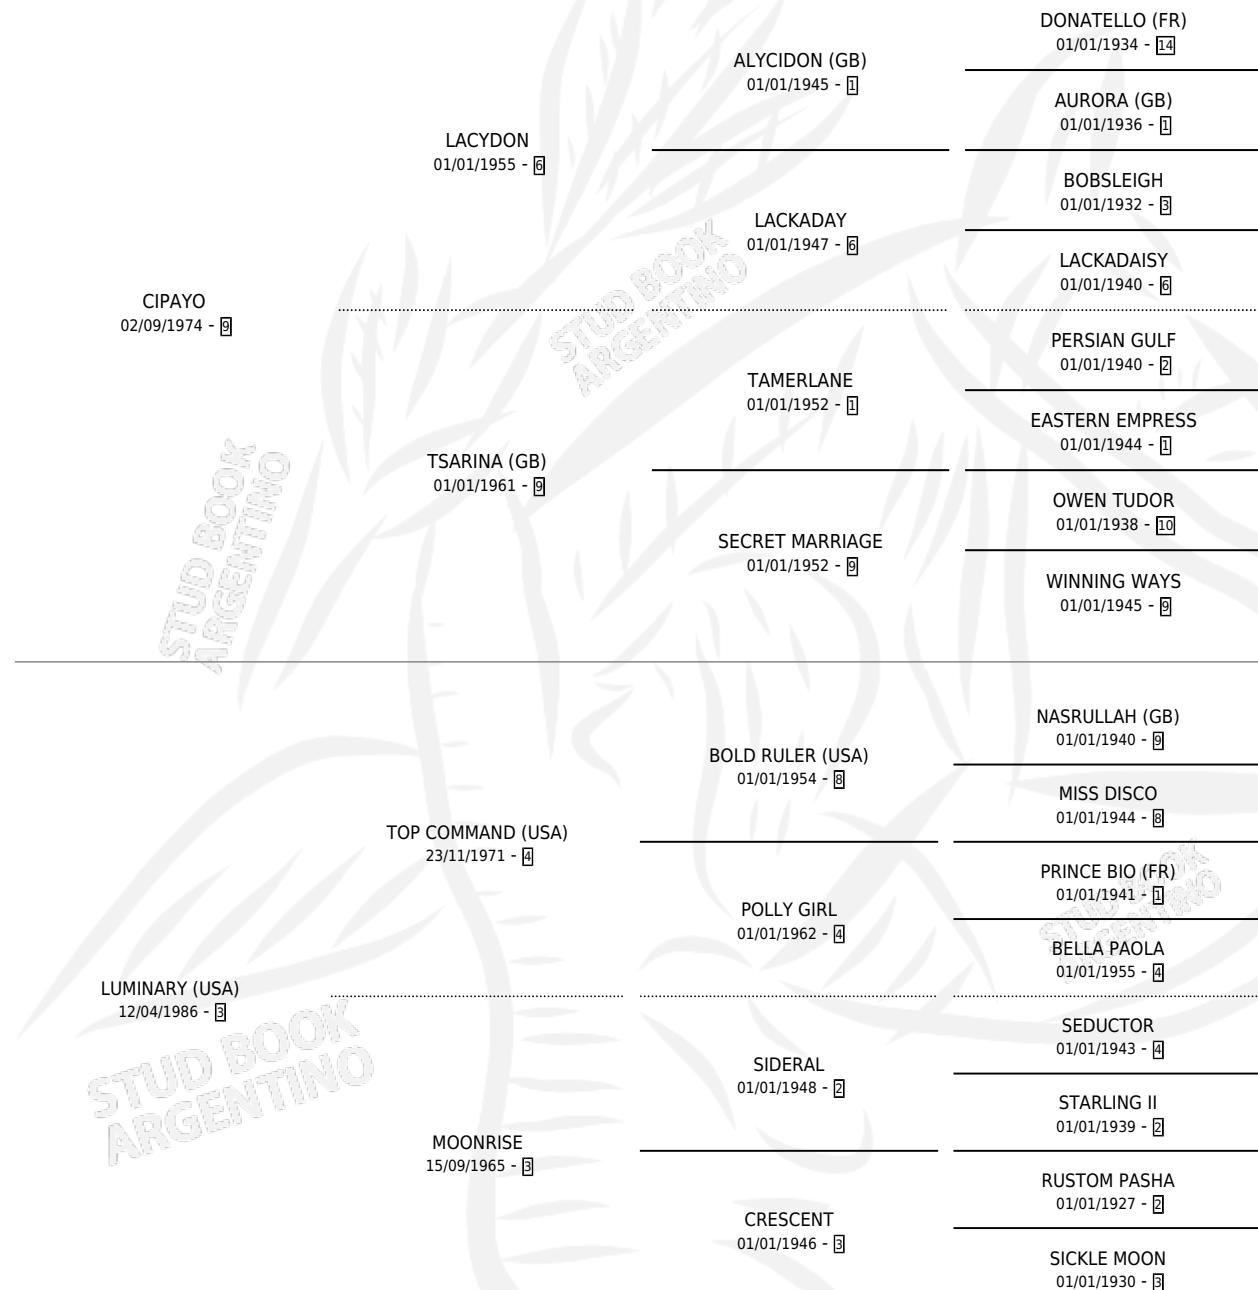 CIPAYO
02/09/1974 - 9
LACYDON
01/01/1955 - 6
ALYCIDON (GB)
01/01/1945 - 1
DONATELLO (FR)
01/01/1934 - 14
AURORA (GB)
01/01/1936 - 1
LACKADAY
01/01/1947 - 6
BOBSLEIGH
01/01/1932 - 3
LACKADAISY
01/01/1940 - 6
TSARINA (GB)
01/01/1961 - 9
TAMERLANE
01/01/1952 - 1
PERSIAN GULF
01/01/1940 - 2
EASTERN EMPRESS
01/01/1944 - 1
SECRET MARRIAGE
01/01/1952 - 9
OWEN TUDOR
01/01/1938 - 10
WINNING WAYS
01/01/1945 - 9
LUMINARY (USA)
12/04/1986 - 3
TOP COMMAND (USA)
23/11/1971 - 4
BOLD RULER (USA)
01/01/1954 - 8
NASRULLAH (GB)
01/01/1940 - 9
MISS DISCO
01/01/1944 - 8
POLLY GIRL
01/01/1962 - 4
PRINCE BIO (FR)
01/01/1941 - 1
BELLA PAOLA
01/01/1955 - 4
MOONRISE
15/09/1965 - 3
SIDERAL
01/01/1948 - 2
SEDUCTOR
01/01/1943 - 4
STARLING II
01/01/1939 - 2
CRESCENT
01/01/1946 - 3
RUSTOM PASHA
01/01/1927 - 2
SICKLE MOON
01/01/1930 - 3
STUD BOOK
ARGENTINO
STUD BOOK
ARGENTINO
STUD BOOK
ARGENTINO
STUD BOOK
ARGENTINO